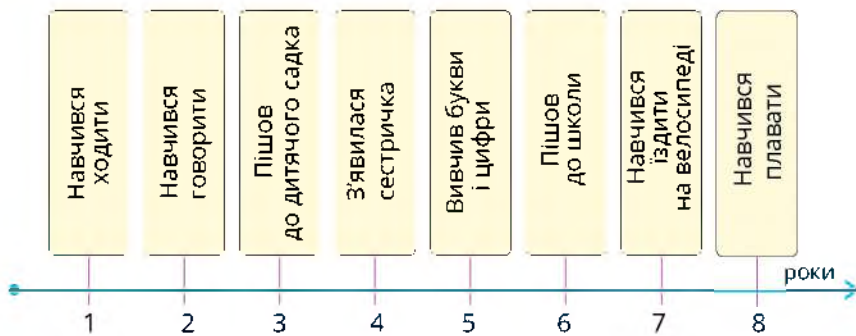 Навчився
ходити
Навчився
говорити
Пішов
до дитячого садка
З'явилася
сестричка
Вивчив букви
і цифри
Пішов
до школи
Навчився
їздити
на велосипеді
Навчився
плавати
роки
1 2 3 4 5 6 7 8